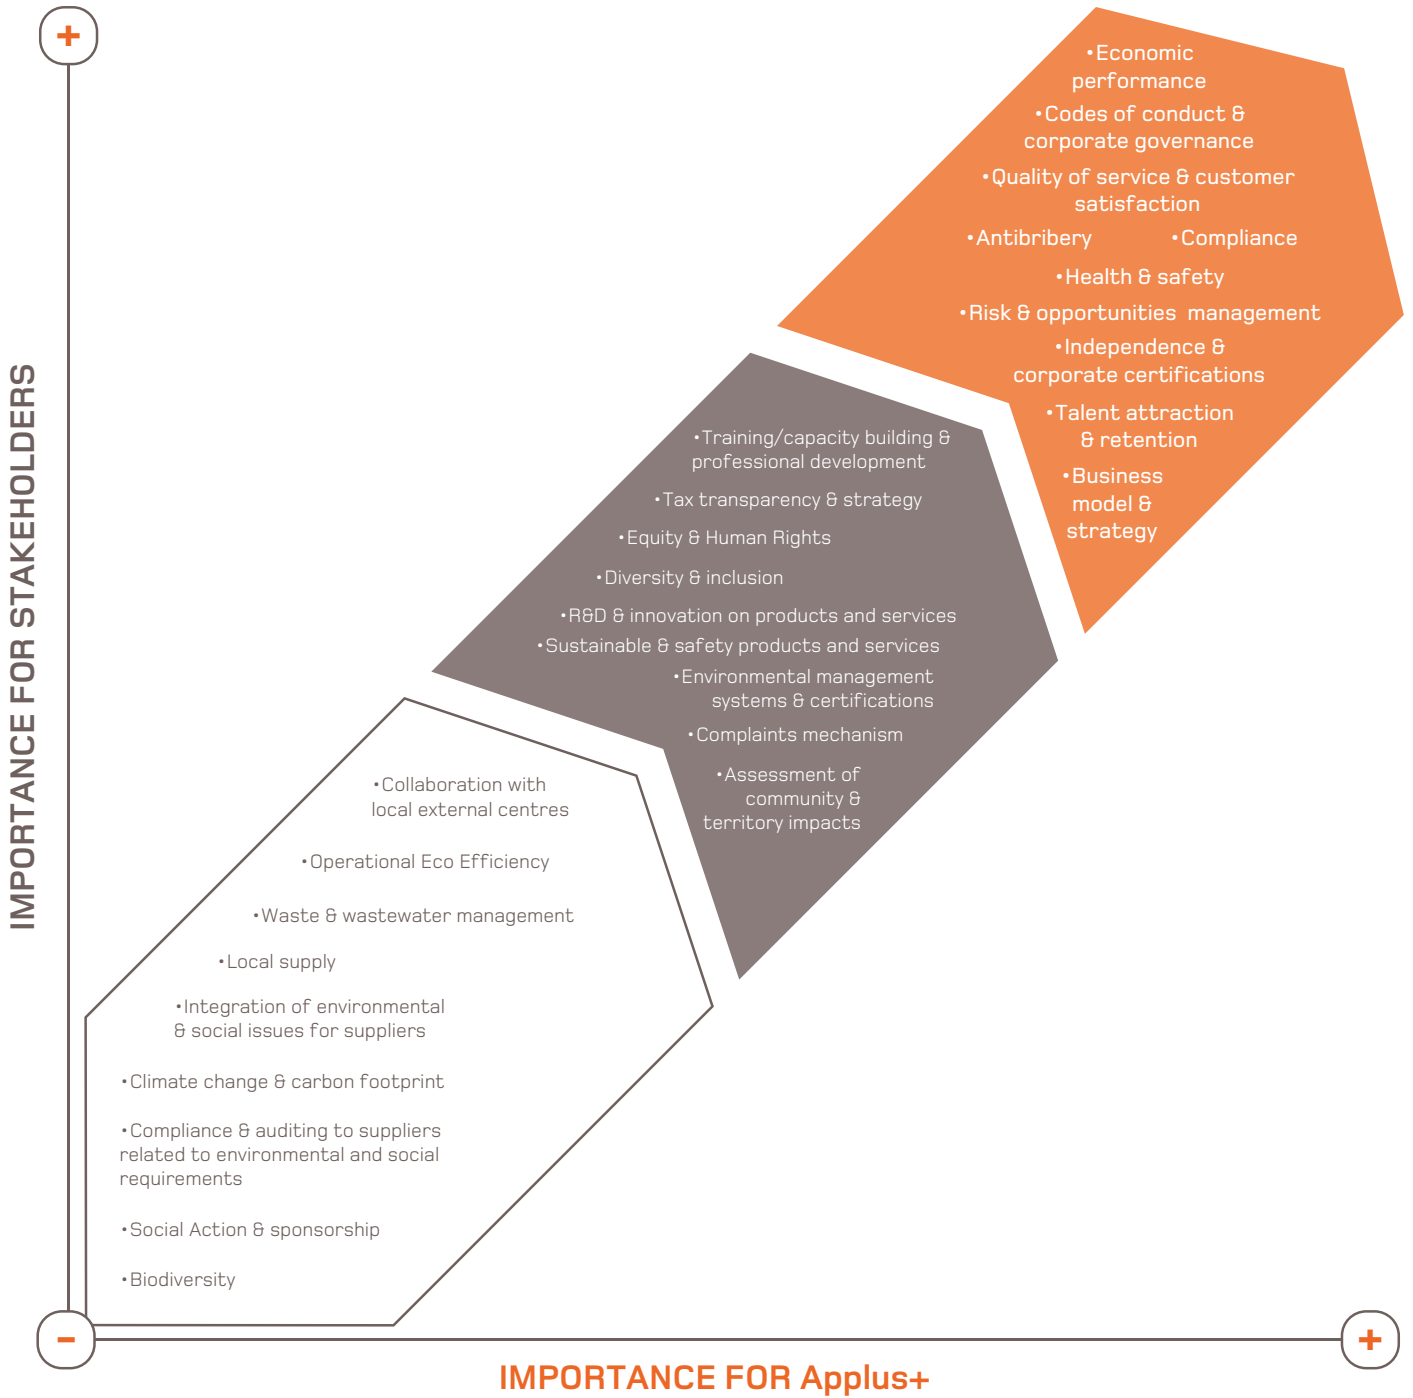 +
•Economic
performance
•Codes of conduct &
corporate governance
•Quality of service & customer
satisfaction
•Antibribery •Compliance
•Health & safety
•Risk & opportunities management
•Independence &
corporate certifications
•Talent attraction
& retention
•Business
model &
strategy
•Training/capacity building &
professional development
•Tax transparency & strategy
•Equity & Human Rights
•Diversity & inclusion
•R&D & innovation on products and services
•Sustainable & safety products and services
•Environmental management
systems & certifications
•Complaints mechanism
•Assessment of
community &
territory impacts
•Collaboration with
local external centres
•Operational Eco Efficiency
•Waste & wastewater management
•Local supply
•Integration of environmental
& social issues for suppliers
•Climate change & carbon footprint
•Compliance & auditing to suppliers
related to environmental and social
requirements
•Social Action & sponsorship
•Biodiversity
IMPORTANCE FOR STAKEHOLDERS
-
+
IMPORTANCE FOR Applus+